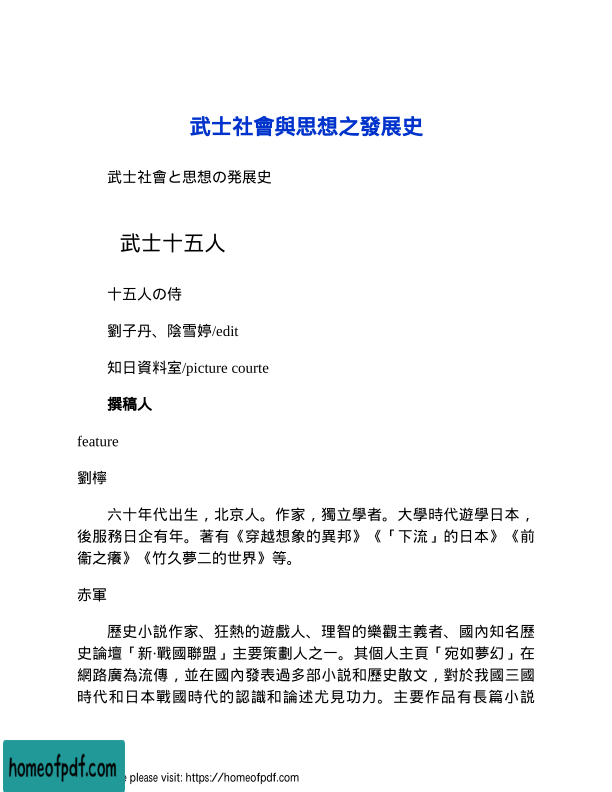 武士社會與思想之發展史
武士社會と思想の発展史
武士十五人
十五人の侍
劉子丹、陰雪婷/edit
知日資料室/picture courte
撰稿人
feature
劉檸
六十年代出生，北京人。作家，獨立學者。大學時代遊學日本，
後服務日企有年。著有《穿越想象的異邦》《「下流」的日本》《前
衞之癢》《竹久夢二的世界》等。
赤軍
歷史小説作家、狂熱的遊戲人、理智的樂觀主義者、國內知名歷
史論壇「新·戰國聯盟」主要策劃人之一。其個人主頁「宛如夢幻」在
網路廣為流傳，並在國內發表過多部小説和歷史散文，對於我國三國
時代和日本戰國時代的認識和論述尤見功力。主要作品有長篇小説
homeofpdf.com
please visit: https://homeofpdf.com